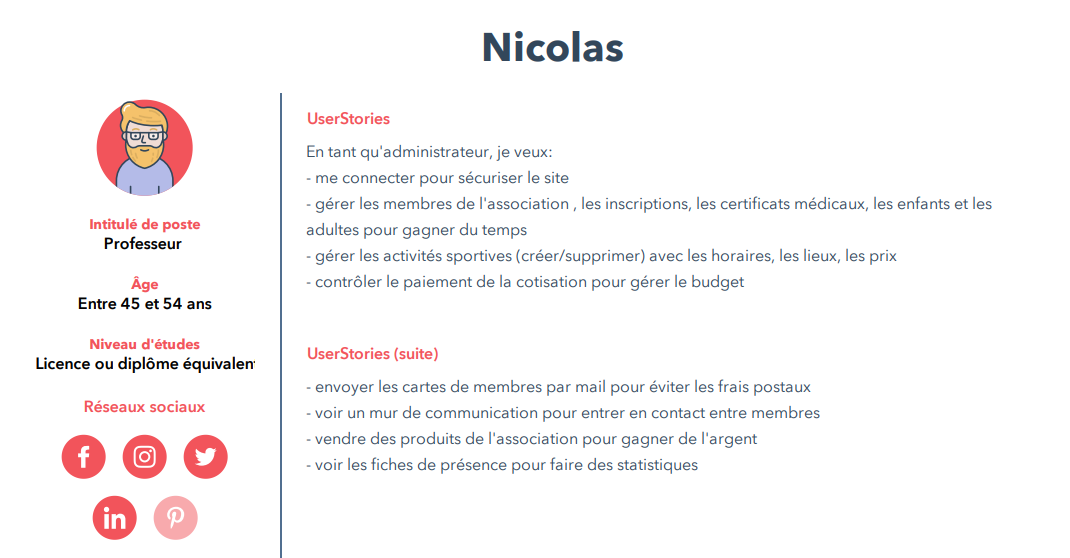 Nicolas
Intitulé de poste
Professeur
Âge
Entre 45 et 54 ans
Niveau d'études
Licence ou diplôme équivalent
Réseaux sociaux
f
in
UserStories
En tant qu'administrateur, je veux:
- me connecter pour sécuriser le site
- gérer les membres de l'association , les inscriptions, les certificats médicaux, les enfants et les
adultes pour gagner du temps
- gérer les activités sportives (créer/supprimer) avec les horaires, les lieux, les prix
- contrôler le paiement de la cotisation pour gérer le budget
UserStories (suite)
- envoyer les cartes de membres par mail pour éviter les frais postaux
- voir un mur de communication pour entrer en contact entre membres
- vendre des produits de l'association pour gagner de l'argent
- voir les fiches de présence pour faire des statistiques